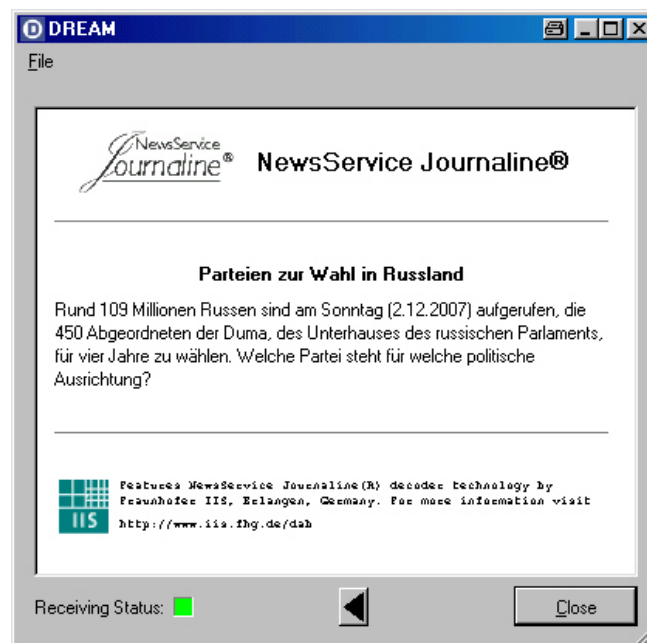 DREAM
File
NewsService
Journaline®
NewsService Journaline®
Parteien zur Wahl in Russland
Rund 109 Millionen Russen sind am Sonntag (2.12.2007) aufgerufen, die
450 Abgeordneten der Duma, des Unterhauses des russischen Parlaments,
für vier Jahre zu wählen. Welche Partei steht für welche politische
Ausrichtung?
Features NewsService Journaline(R) decoder technology by
Fraunhofer IIS, Erlangen, Germany. For more information visit
http://www.iis.fhg.de/dab
IIS
Receiving Status:
Close